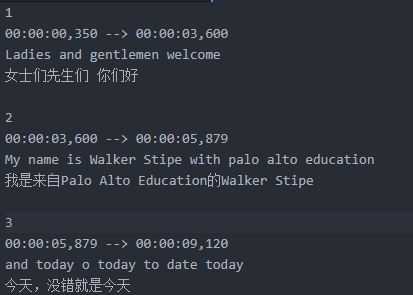 1
00:00:00,350 --> 00:00:03,600
Ladies and gentlemen welcome
女士们先生们 你们好
2
00:00:03,600 --> 00:00:05,879
My name is Walker Stipe with palo alto education
我是来自Palo Alto Education的Walker Stipe
3
00:00:05,879 --> 00:00:09,120
and today o today to date today
今天，没错就是今天